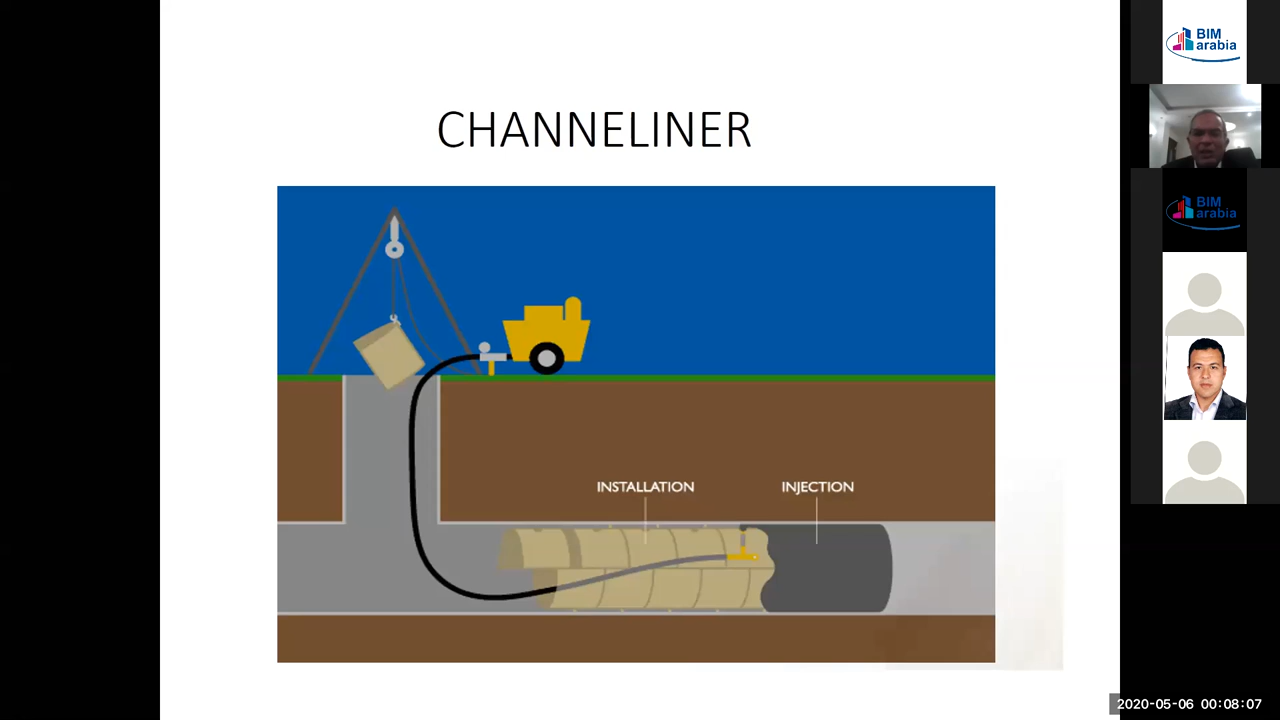 CHANNELINER
INSTALLATION
INJECTION
BIM
arabia
BIM
arabia
2020-05-06 00:08:07